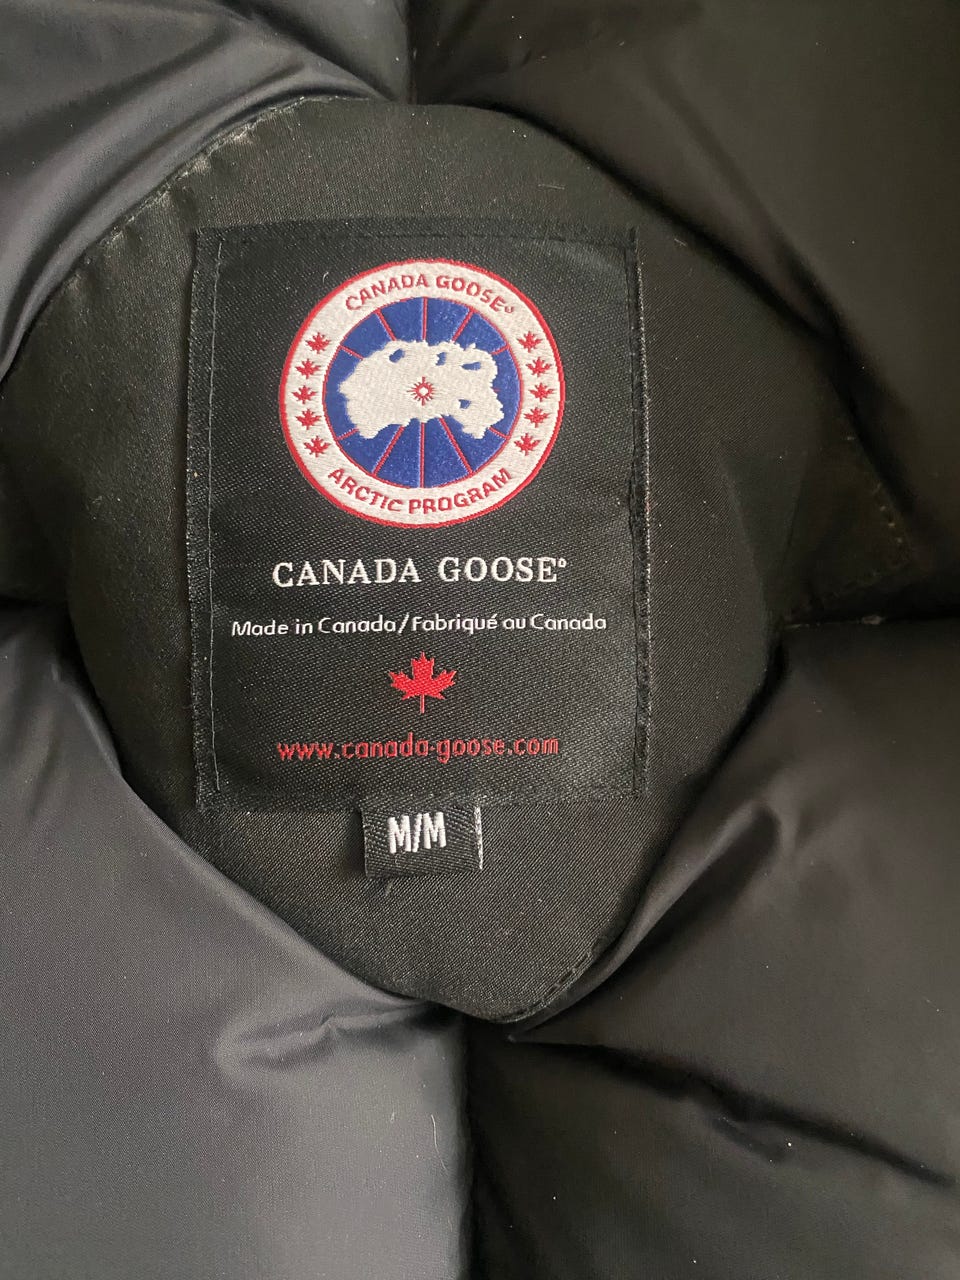 CANADA GOOSE®
ARCTIC PROGRAM
CANADA GOOSE®
Made in Canada/Fabriqué au Canada
www.canada-goose.com
M/M